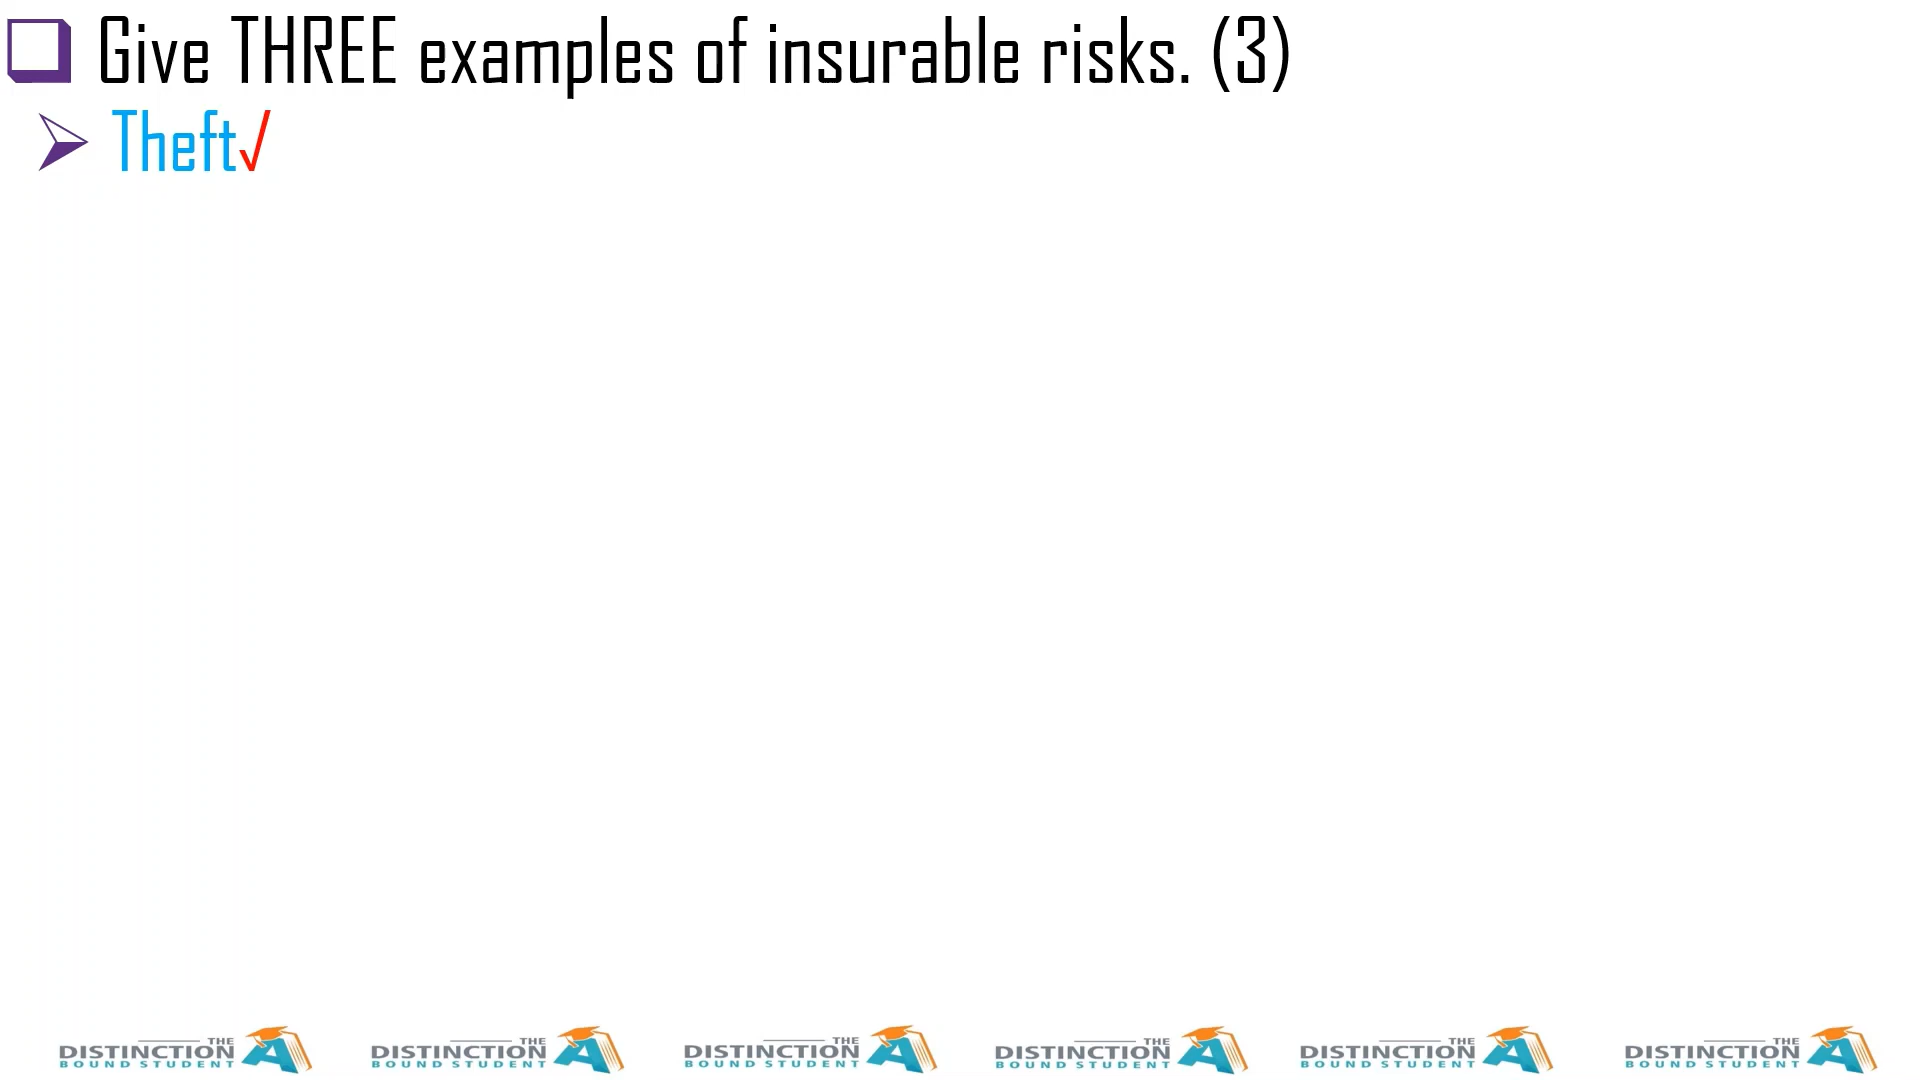 Give THREE examples of insurable risks. (3)
Theft√
THE
DISTINCTION
BOUND STUDENT
THE
DISTINCTION
BOUND STUDENT
THE
DISTINCTION
BOUND STUDENT
THE
DISTINCTION
BOUND STUDENT
THE
DISTINCTION
BOUND STUDENT
THE
DISTINCTION
BOUND STUDENT